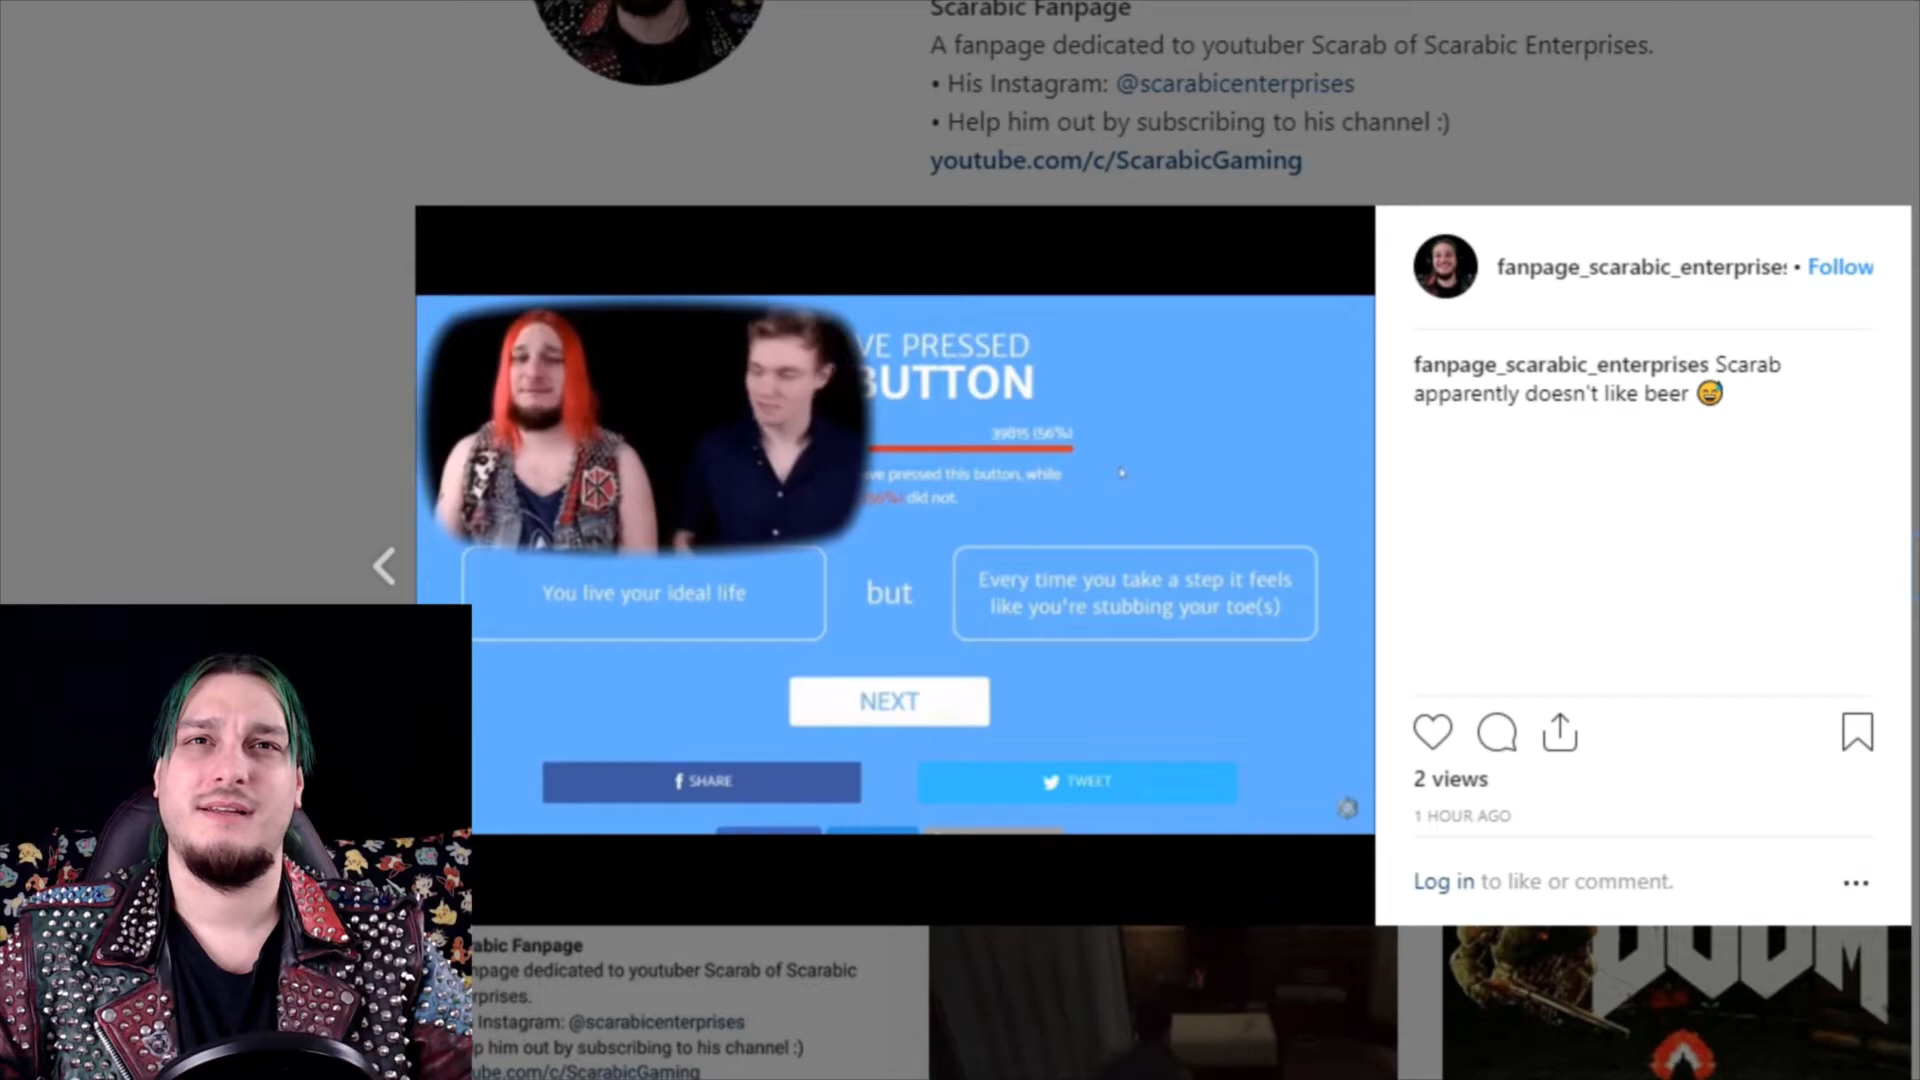 Scarabic Fanpage
A fanpage dedicated to youtuber Scarab of Scarabic Enterprises.
• His Instagram: @scarabicenterprises
• Help him out by subscribing to his channel :)
youtube.com/c/ScarabicGaming
fanpage_scarabic_enterprises • Follow
fanpage_scarabic_enterprises Scarab
apparently doesn't like beer 😅
VE PRESSED
BUTTON
39815 (56%)
ve pressed this button, while
(56%) did not.
You live your ideal life
but
Every time you take a step it feels
like you're stubbing your toe(s)
NEXT
f SHARE
TWEET
2 views
1 HOUR AGO
Log in to like or comment.
abic Fanpage
npage dedicated to youtuber Scarab of Scarabic
rprises.
Instagram: @scarabicenterprises
p him out by subscribing to his channel :)
ube.com/c/ScarabicGaming
DOOM